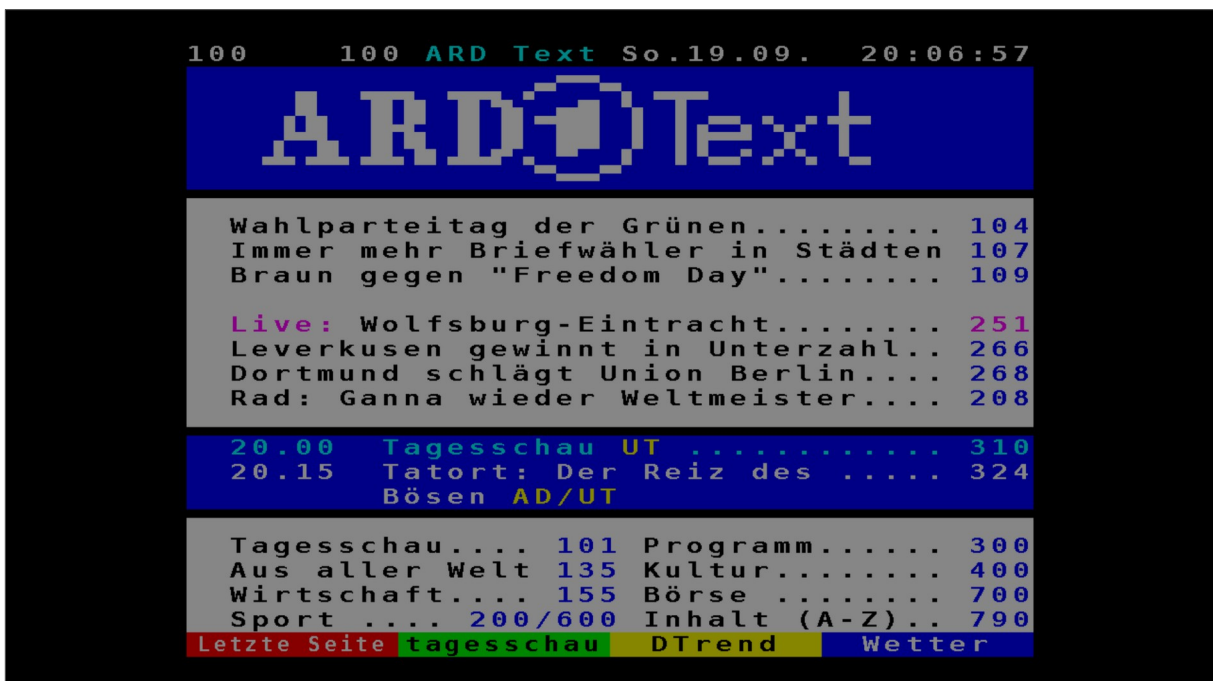 100 100 ARD Text So.19.09. 20:06:57
ARD 1 Text
Wahlparteitag der Grünen......... 104
Immer mehr Briefwähler in Städten 107
Braun gegen "Freedom Day"........ 109
Live: Wolfsburg-Eintracht........ 251
Leverkusen gewinnt in Unterzahl.. 266
Dortmund schlägt Union Berlin.... 268
Rad: Ganna wieder Weltmeister.... 208
20.00 Tagesschau UT ............ 310
20.15 Tatort: Der Reiz des ..... 324
Bösen AD/UT
Tagesschau.... 101 Programm...... 300
Aus aller Welt 135 Kultur........ 400
Wirtschaft.... 155 Börse ........ 700
Sport .... 200/600 Inhalt (A-Z).. 790
Letzte Seite tagesschau DTrend Wetter